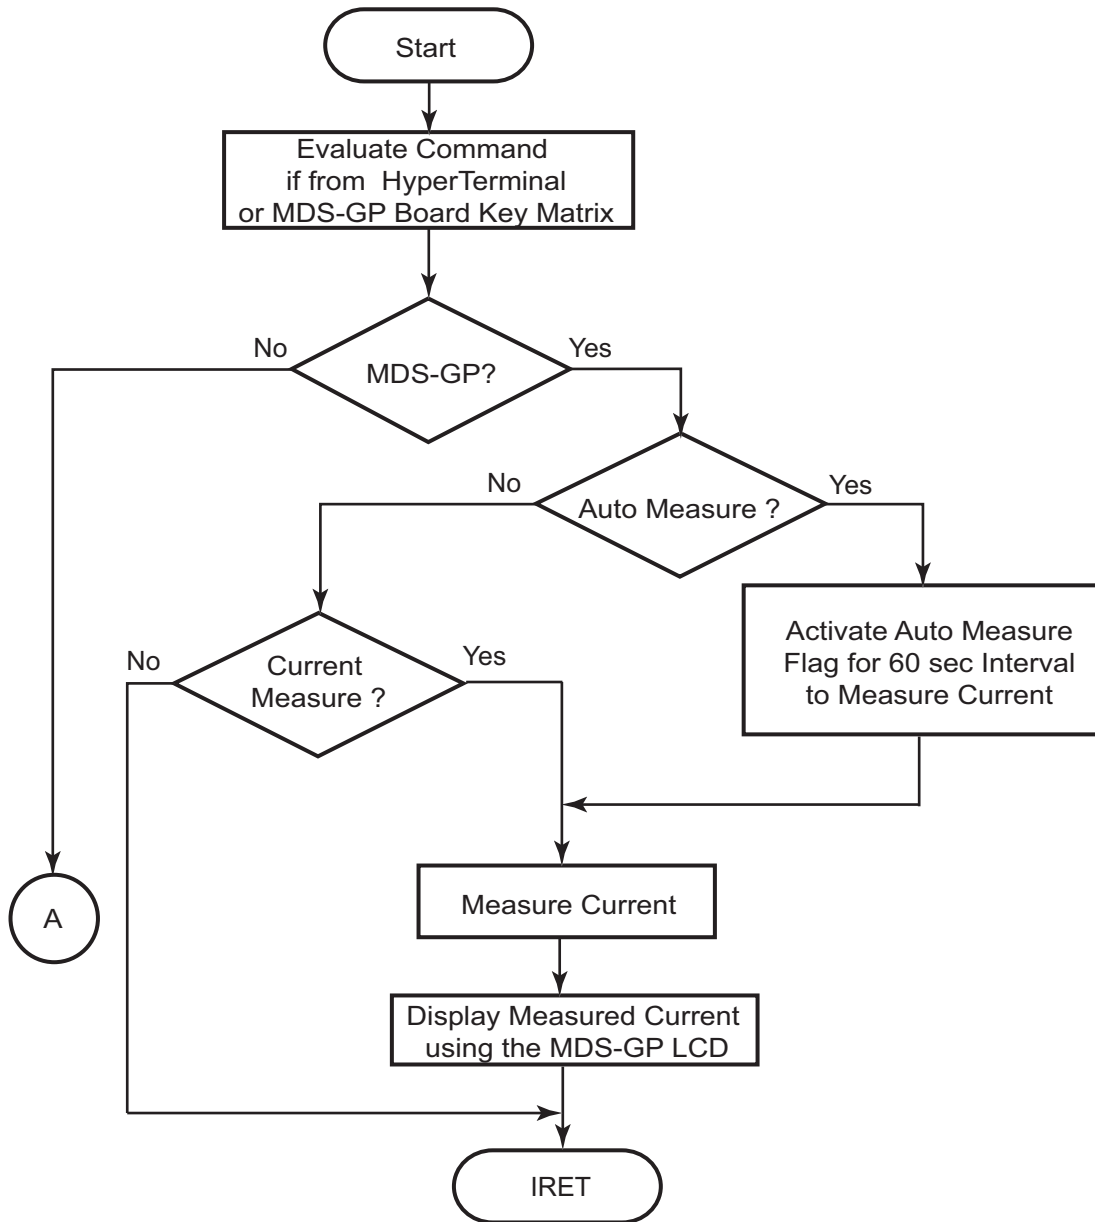 Start
Evaluate Command
if from HyperTerminal
or MDS-GP Board Key Matrix
No
Yes
MDS-GP?
No
Yes
Auto Measure ?
Activate Auto Measure
Flag for 60 sec Interval
to Measure Current
No
Yes
Current
Measure ?
A
Measure Current
Display Measured Current
using the MDS-GP LCD
IRET